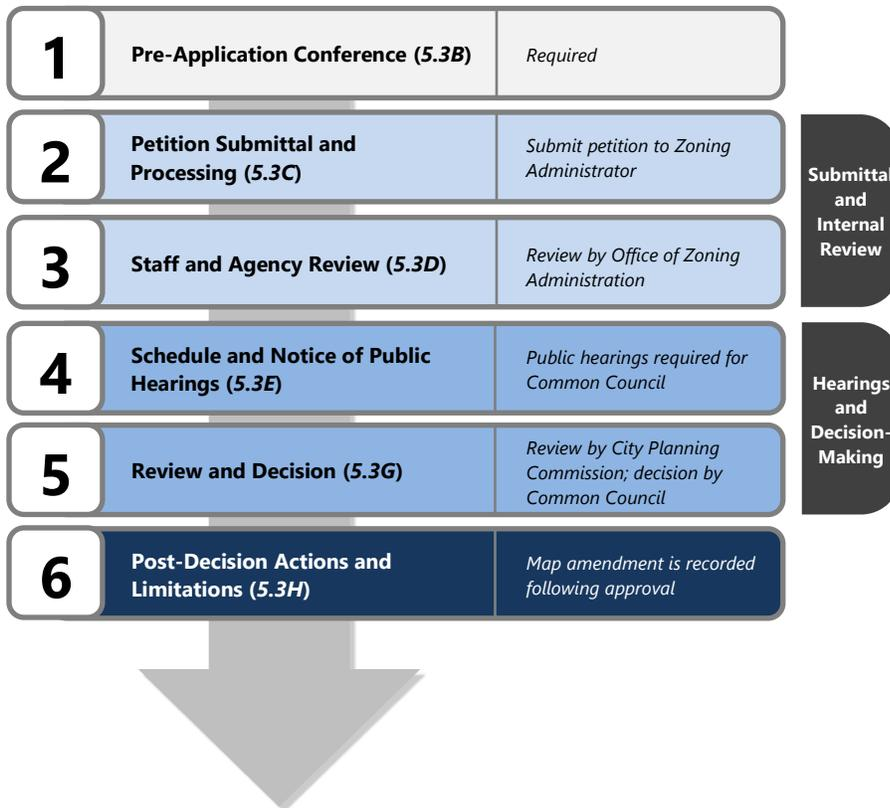 1
Pre-Application Conference (5.3B)
Required
2
Petition Submittal and
Processing (5.3C)
Submit petition to Zoning
Administrator
3
Staff and Agency Review (5.3D)
Review by Office of Zoning
Administration
Submittal
and
Internal
Review
4
Schedule and Notice of Public
Hearings (5.3E)
Public hearings required for
Common Council
5
Review and Decision (5.3G)
Review by City Planning
Commission; decision by
Common Council
Hearings
and
Decision-
Making
6
Post-Decision Actions and
Limitations (5.3H)
Map amendment is recorded
following approval